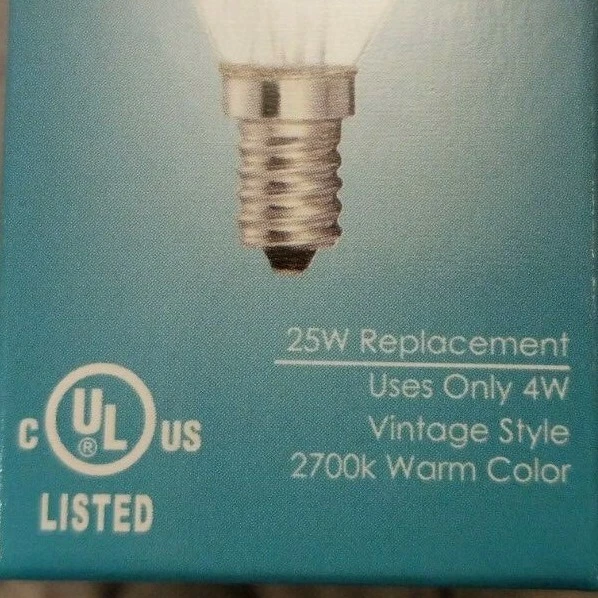 25W Replacement
Uses Only 4W
Vintage Style
2700k Warm Color
C UL® US
LISTED